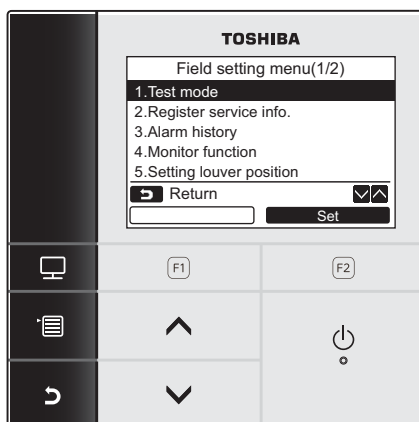 TOSHIBA
Field setting menu(1/2)
1.Test mode
2.Register service info.
3.Alarm history
4.Monitor function
5.Setting louver position
Return
Set
F1
F2